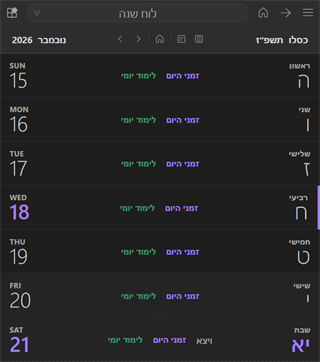 לוח שנה
כסלו תשפ״ז נובמבר 2026
ראשון ה זמני היום לימוד יומי SUN 15
שני ו זמני היום לימוד יומי MON 16
שלישי ז זמני היום לימוד יומי TUE 17
רביעי ח זמני היום לימוד יומי WED 18
חמישי ט זמני היום לימוד יומי THU 19
שישי י זמני היום לימוד יומי FRI 20
שבת יא ויצא זמני היום לימוד יומי SAT 21